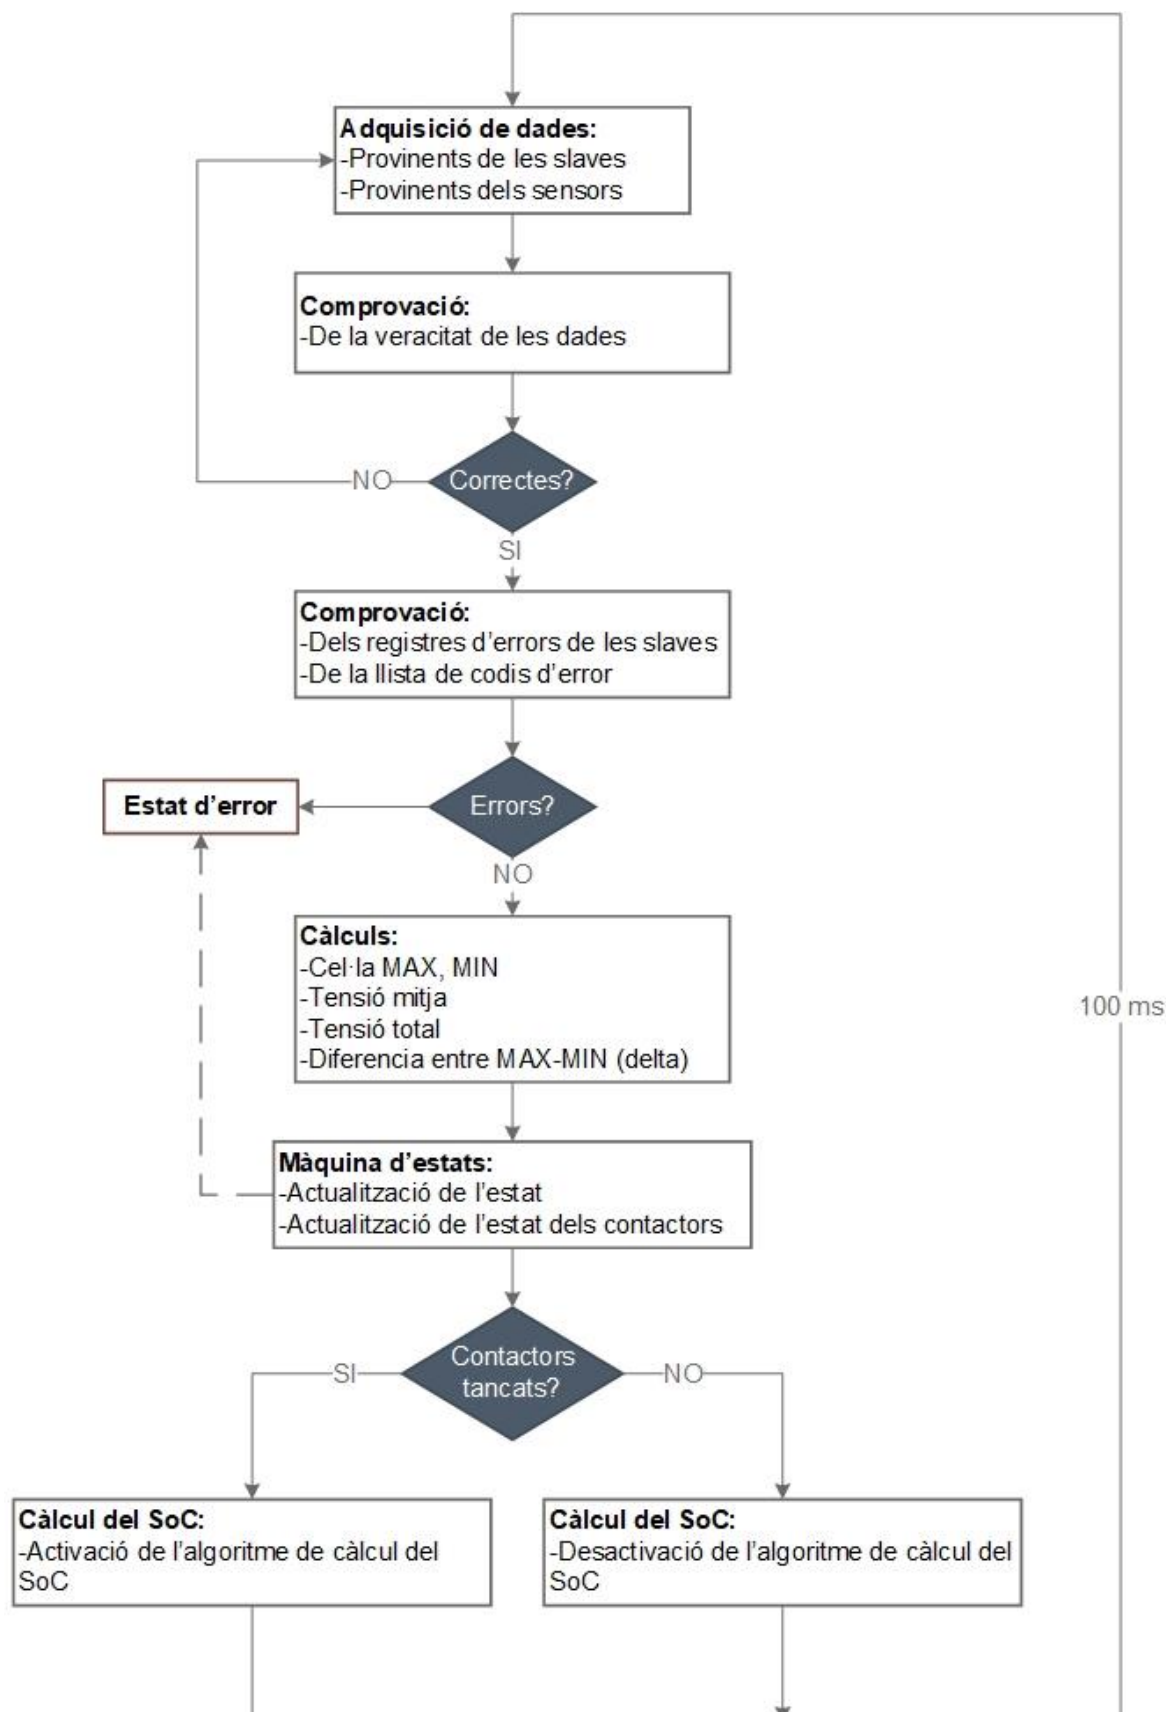 Adquisició de dades:
-Provinents de les slaves
-Provinents dels sensors
Comprovació:
-De la veracitat de les dades
NO
Correctes?
SI
Comprovació:
-Dels registres d’errors de les slaves
-De la llista de codis d’error
Estat d’error
Errors?
NO
Càlculs:
-Cel·la MAX, MIN
-Tensió mitja
-Tensió total
-Diferencia entre MAX-MIN (delta)
100 ms
Màquina d’estats:
-Actualització de l’estat
-Actualització de l’estat dels contactors
SI
Contactors
tancats?
NO
Càlcul del SoC:
-Activació de l’algoritme de càlcul del
SoC
Càlcul del SoC:
-Desactivació de l’algoritme de càlcul del
SoC